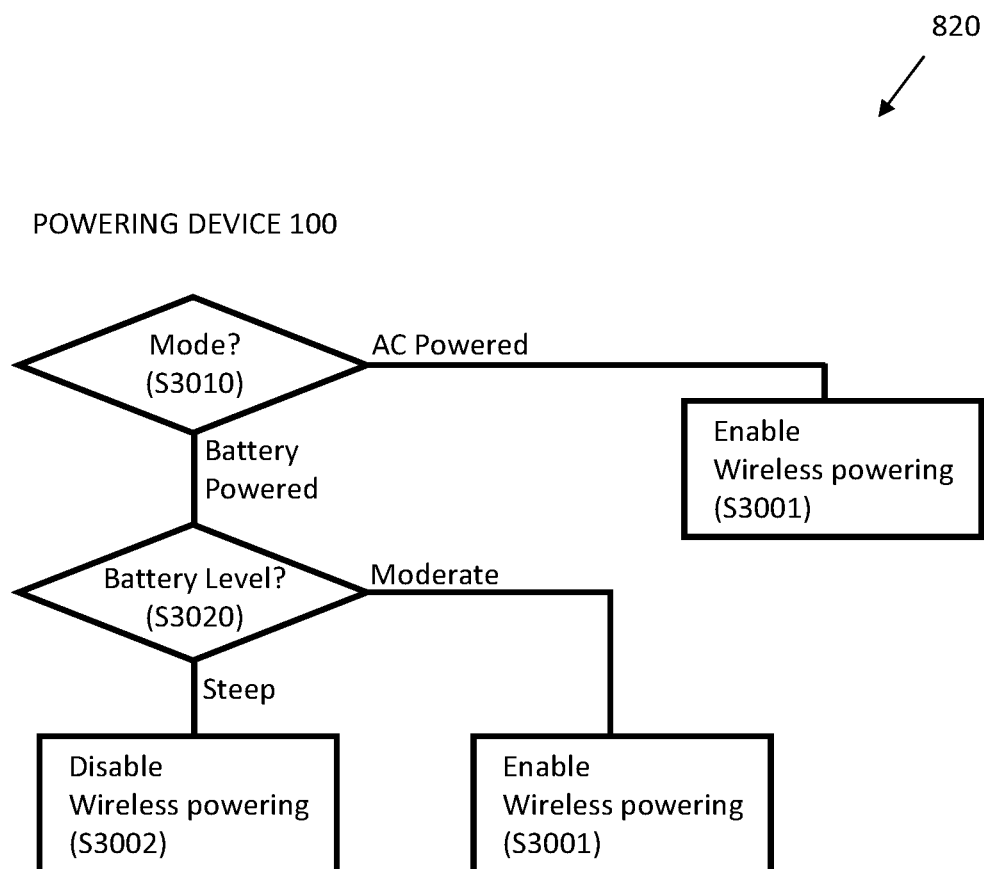 820
POWERING DEVICE 100
Mode?
(S3010)
AC Powered
Enable
Wireless powering
(S3001)
Battery
Powered
Battery Level?
(S3020)
Moderate
Steep
Disable
Wireless powering
(S3002)
Enable
Wireless powering
(S3001)